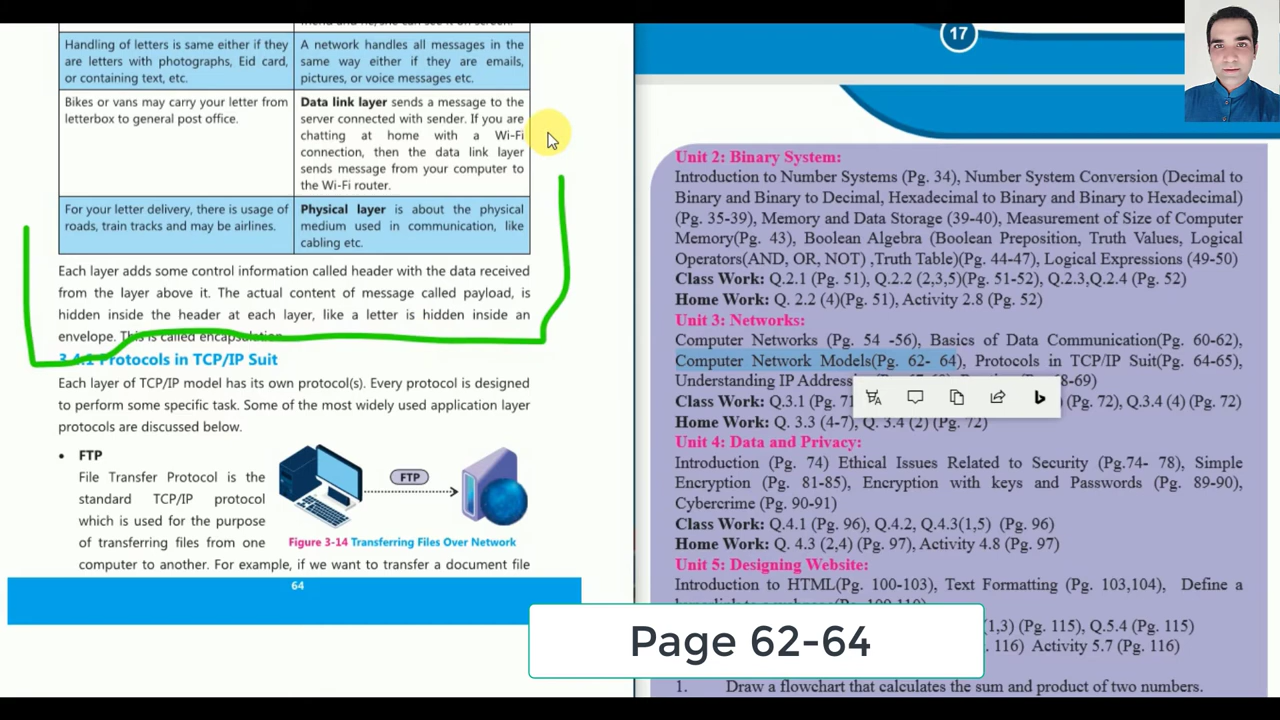 Handling of letters is same either if they
are letters with photographs, Eid card,
or containing text, etc.
A network handles all messages in the
same way either if they are emails,
pictures, or voice messages etc.
Bikes or vans may carry your letter from
letterbox to general post office.
Data link layer sends a message to the
server connected with sender. If you are
chatting at home with a Wi-Fi
connection, then the data link layer
sends message from your computer to
the Wi-Fi router.
For your letter delivery, there is usage of
roads, train tracks and may be airlines.
Physical layer is about the physical
medium used in communication, like
cabling etc.
Each layer adds some control information called header with the data received
from the layer above it. The actual content of message called payload, is
hidden inside the header at each layer, like a letter is hidden inside an
envelope. This is called encapsulation.
3.4.1 Protocols in TCP/IP Suit
Each layer of TCP/IP model has its own protocol(s). Every protocol is designed
to perform some specific task. Some of the most widely used application layer
protocols are discussed below.
• FTP
File Transfer Protocol is the
standard TCP/IP protocol
which is used for the purpose
of transferring files from one
computer to another. For example, if we want to transfer a document file
FTP
Figure 3-14 Transferring Files Over Network
64
17
Unit 2: Binary System:
Introduction to Number Systems (Pg. 34), Number System Conversion (Decimal to
Binary and Binary to Decimal, Hexadecimal to Binary and Binary to Hexadecimal)
(Pg. 35-39), Memory and Data Storage (39-40), Measurement of Size of Computer
Memory(Pg. 43), Boolean Algebra (Boolean Preposition, Truth Values, Logical
Operators(AND, OR, NOT) ,Truth Table)(Pg. 44-47), Logical Expressions (49-50)
Class Work: Q.2.1 (Pg. 51), Q.2.2 (2,3,5)(Pg. 51-52), Q.2.3,Q.2.4 (Pg. 52)
Home Work: Q. 2.2 (4)(Pg. 51), Activity 2.8 (Pg. 52)
Unit 3: Networks:
Computer Networks (Pg. 54 -56), Basics of Data Communication(Pg. 60-62),
Computer Network Models(Pg. 62- 64), Protocols in TCP/IP Suit(Pg. 64-65),
Understanding IP Address 8-69)
Class Work: Q.3.1 (Pg. 71 (Pg. 72), Q.3.4 (4) (Pg. 72)
Home Work: Q. 3.3 (4-7), Q. 3.4 (2) (Pg. 72)
Unit 4: Data and Privacy:
Introduction (Pg. 74) Ethical Issues Related to Security (Pg.74- 78), Simple
Encryption (Pg. 81-85), Encryption with keys and Passwords (Pg. 89-90),
Cybercrime (Pg. 90-91)
Class Work: Q.4.1 (Pg. 96), Q.4.2, Q.4.3(1,5) (Pg. 96)
Home Work: Q. 4.3 (2,4) (Pg. 97), Activity 4.8 (Pg. 97)
Unit 5: Designing Website:
Introduction to HTML(Pg. 100-103), Text Formatting (Pg. 103,104), Define a
(1,3) (Pg. 115), Q.5.4 (Pg. 115)
. 116) Activity 5.7 (Pg. 116)
1. Draw a flowchart that calculates the sum and product of two numbers.
Page 62-64